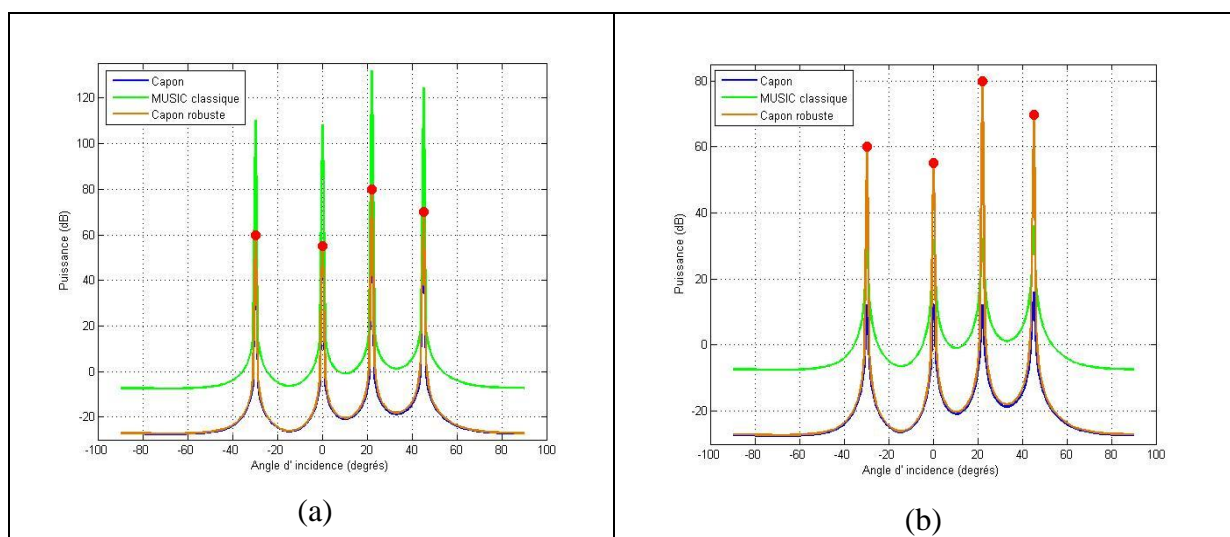 Capon
MUSIC classique
Capon robuste
Puissance (dB)
120
100
80
60
40
20
0
-20
-100 -80 -60 -40 -20 0 20 40 60 80 100
Angle d' incidence (degrés)
(a)
Capon
MUSIC classique
Capon robuste
Puissance (dB)
80
60
40
20
0
-20
-100 -80 -60 -40 -20 0 20 40 60 80 100
Angle d' incidence (degrés)
(b)